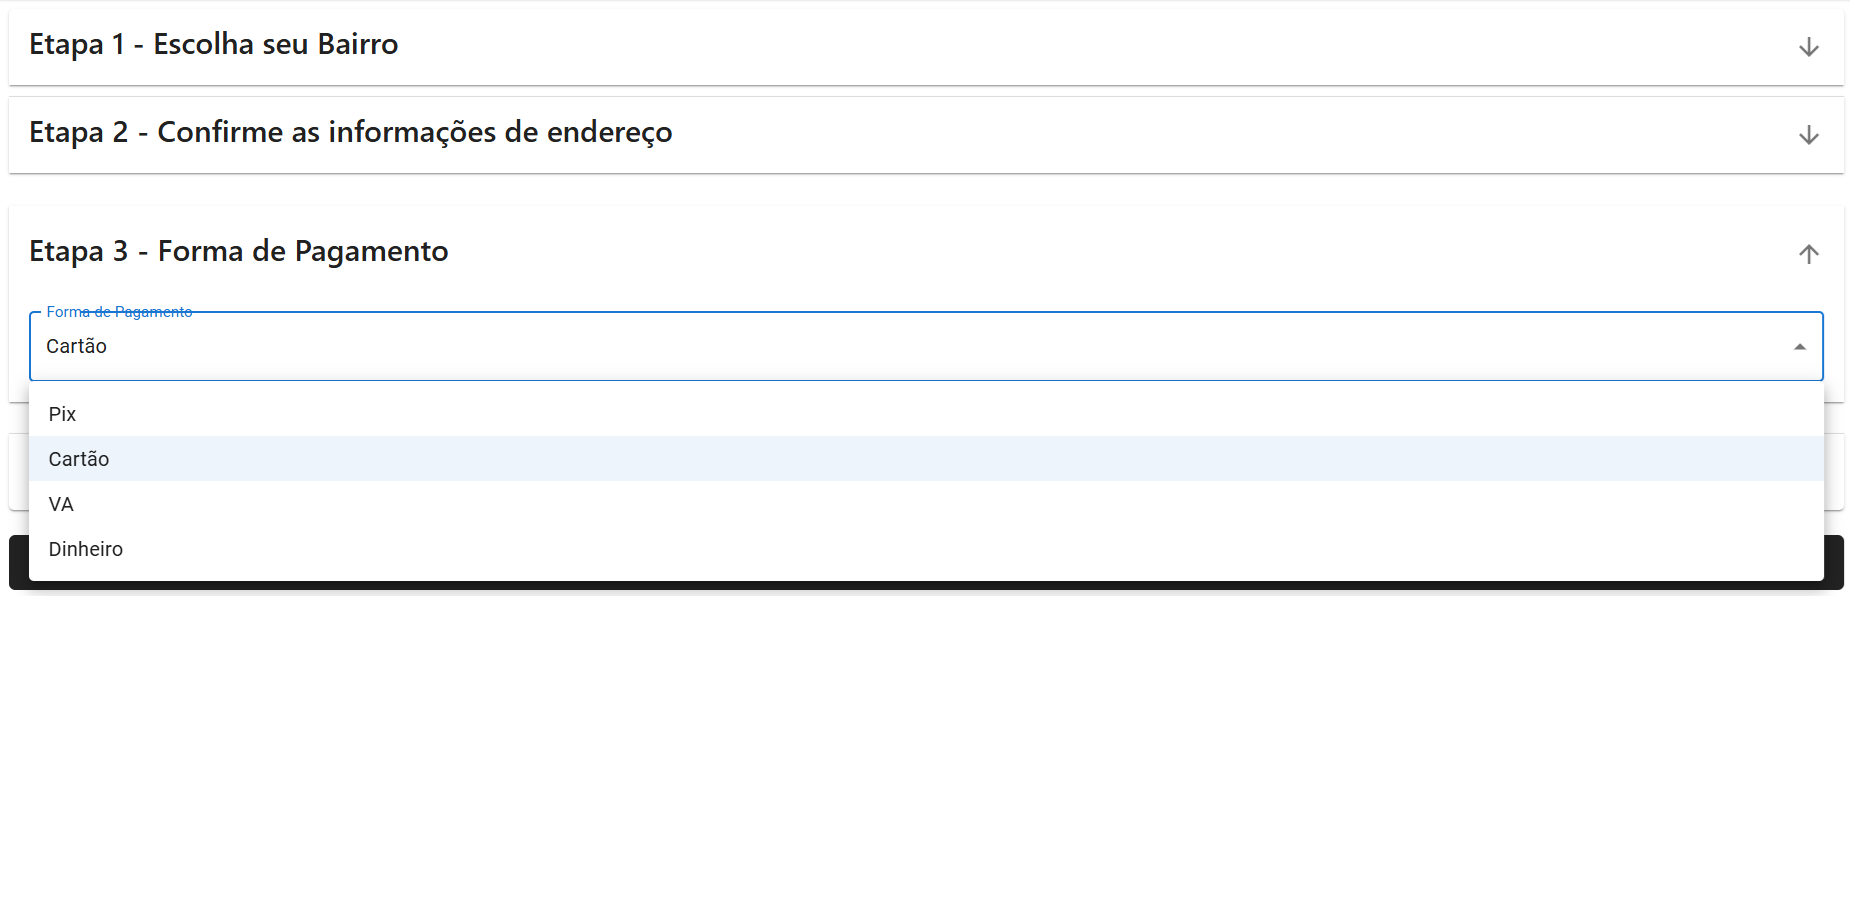 Etapa 1 - Escolha seu Bairro
Etapa 2 - Confirme as informações de endereço
Etapa 3 - Forma de Pagamento
Forma de Pagamento
Cartão
Pix
Cartão
VA
Dinheiro